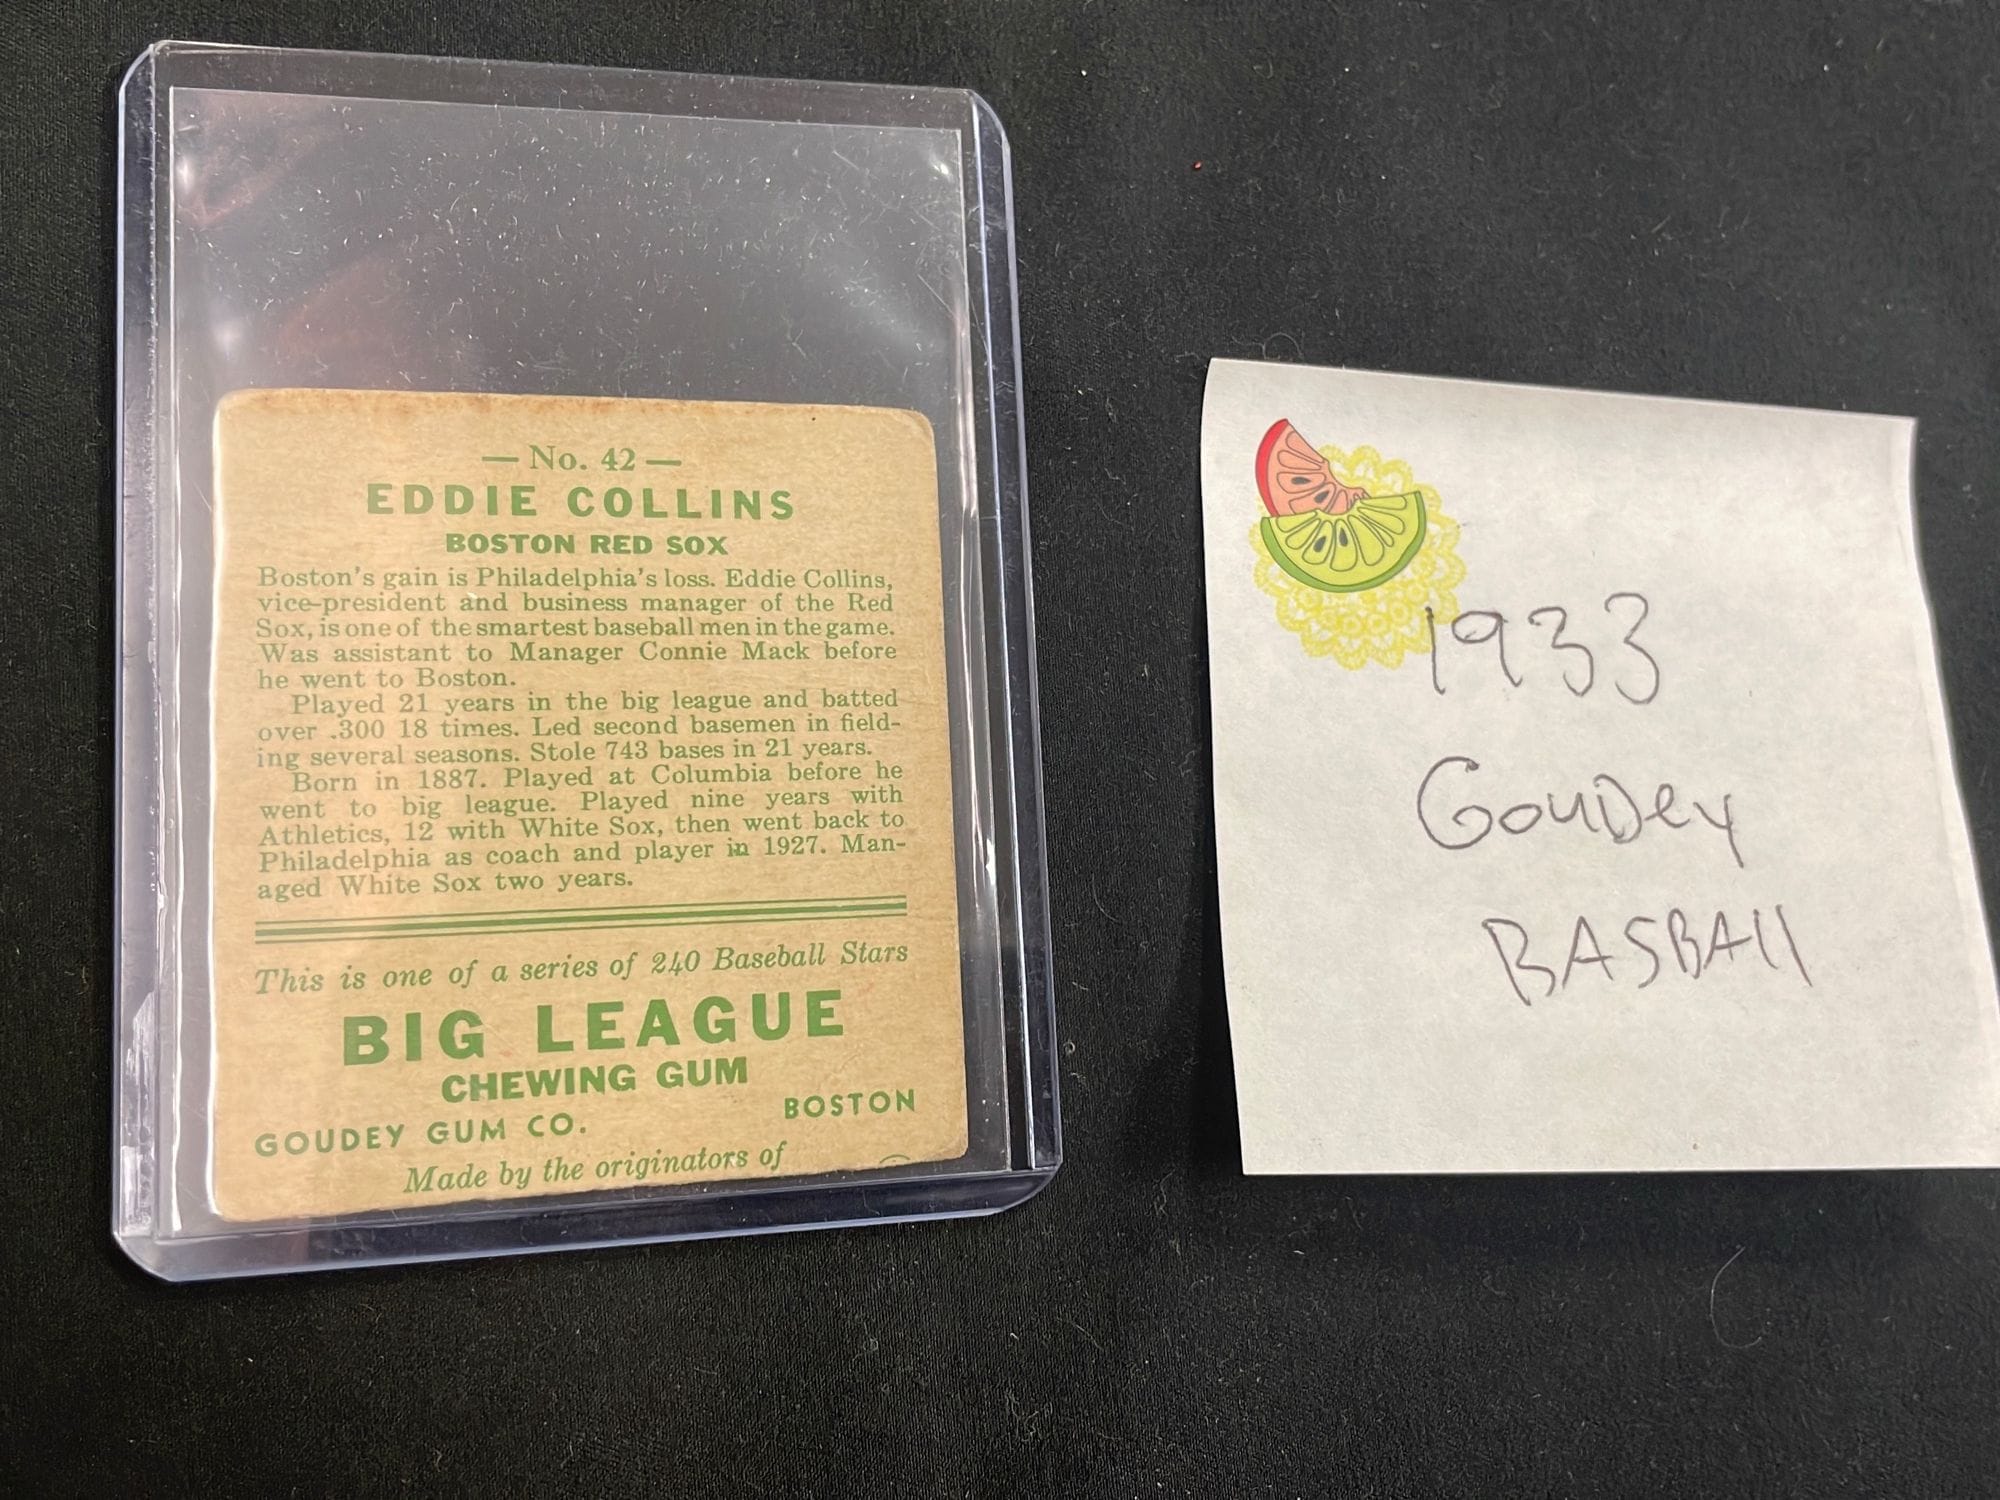 — No. 42 —
EDDIE COLLINS
BOSTON RED SOX
Boston's gain is Philadelphia's loss. Eddie Collins,
vice-president and business manager of the Red
Sox, is one of the smartest baseball men in the game.
Was assistant to Manager Connie Mack before
he went to Boston.
Played 21 years in the big league and batted
over .300 18 times. Led second basemen in field-
ing several seasons. Stole 743 bases in 21 years.
Born in 1887. Played at Columbia before he
went to big league. Played nine years with
Athletics, 12 with White Sox, then went back to
Philadelphia as coach and player in 1927. Man-
aged White Sox two years.
This is one of a series of 240 Baseball Stars
BIG LEAGUE
CHEWING GUM
GOUDEY GUM CO. BOSTON
Made by the originators of
1933
GouDey
BASBAll